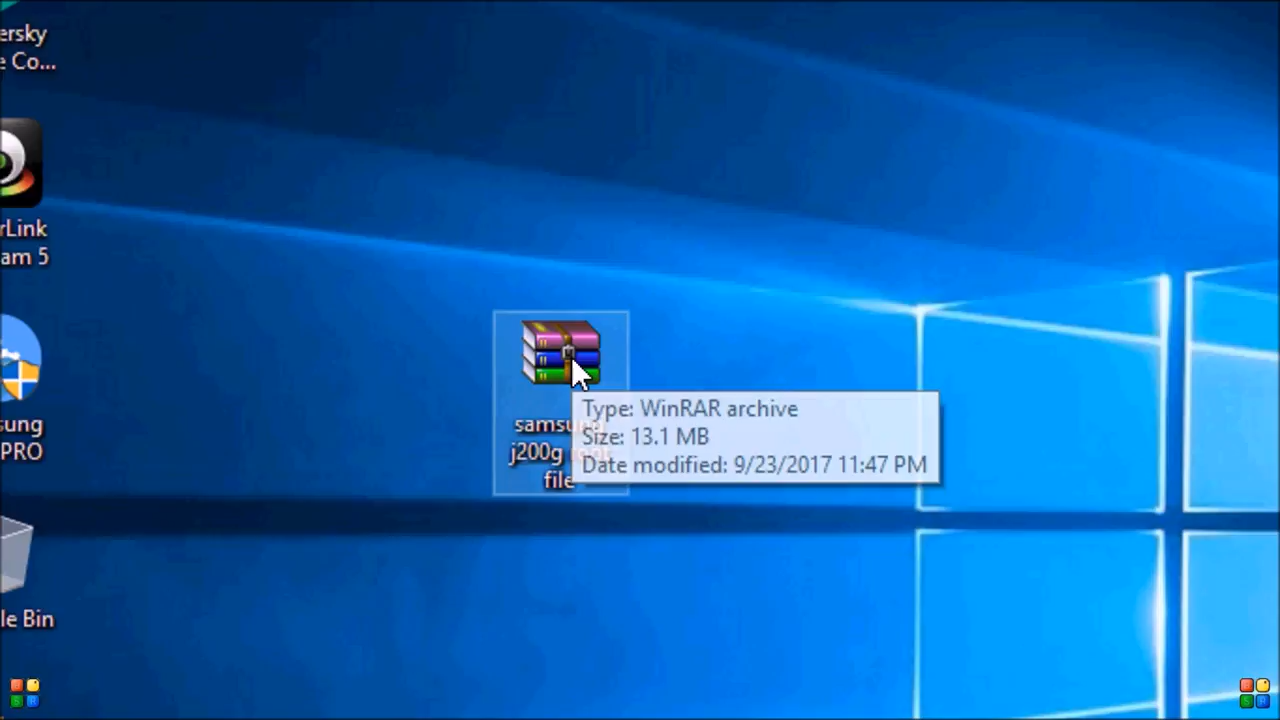 ersky
e Co...
rLink
am 5
sung
PRO
le Bin
samsung
j200g root
file
Type: WinRAR archive
Size: 13.1 MB
Date modified: 9/23/2017 11:47 PM